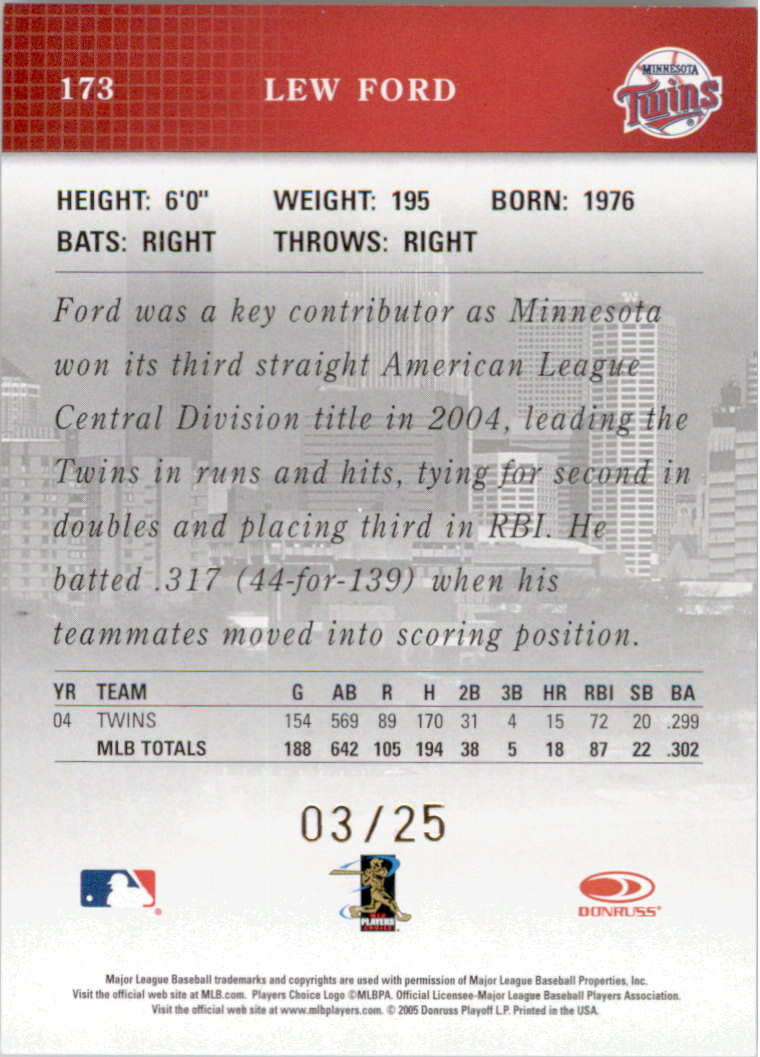 173 LEW FORD
MINNESOTA
Twins
HEIGHT: 6'0" WEIGHT: 195 BORN: 1976
BATS: RIGHT THROWS: RIGHT
Ford was a key contributor as Minnesota
won its third straight American League
Central Division title in 2004, leading the
Twins in runs and hits, tying for second in
doubles and placing third in RBI. He
batted .317 (44-for-139) when his
teammates moved into scoring position.
YR TEAM G AB R H 2B 3B HR RBI SB BA
04 TWINS 154 569 89 170 31 4 15 72 20 .299
MLB TOTALS 188 642 105 194 38 5 18 87 22 .302
03/25
MLB
PLAYERS
CHOICE
DONRUSS®
Major League Baseball trademarks and copyrights are used with permission of Major League Baseball Properties, Inc.
Visit the official web site at MLB.com. Players Choice Logo ©MLBPA. Official Licensee-Major League Baseball Players Association.
Visit the official web site at www.mlbplayers.com. © 2005 Donruss Playoff L.P. Printed in the USA.